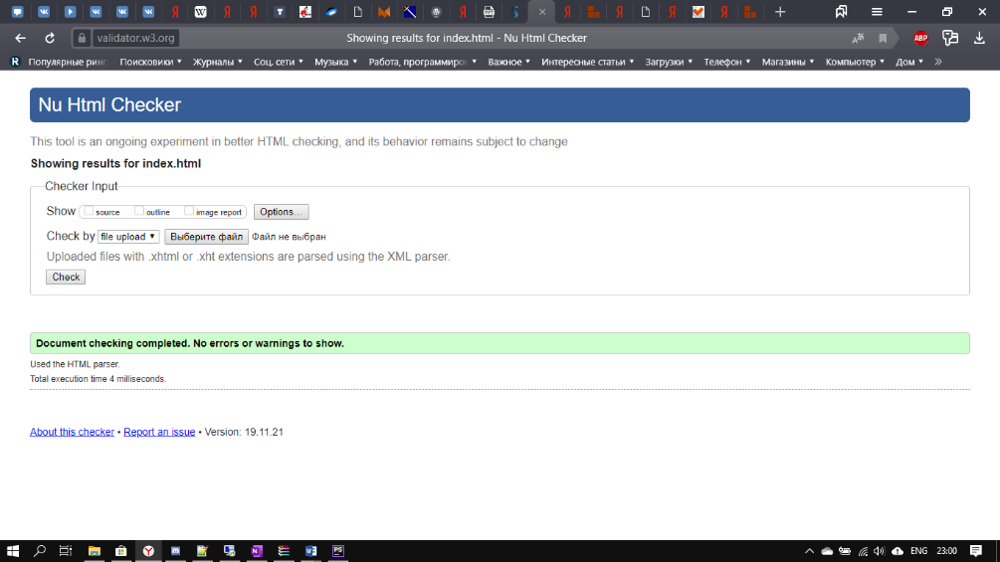 validator.w3.org
Showing results for index.html - Nu Html Checker
ABP
Популярные ринг
Поисковики
Журналы
Соц. сети
Музыка
Работа, программиро
Важное
Интересные статьи
Загрузки
Телефон
Магазины
Компьютер
Дом
Nu Html Checker
This tool is an ongoing experiment in better HTML checking, and its behavior remains subject to change
Showing results for index.html
Checker Input
Show source outline image report Options...
Check by file upload Выберите файл Файл не выбран
Uploaded files with .xhtml or .xht extensions are parsed using the XML parser.
Check
Document checking completed. No errors or warnings to show.
Used the HTML parser.
Total execution time 4 milliseconds.
About this checker • Report an issue • Version: 19.11.21
ENG 23:00